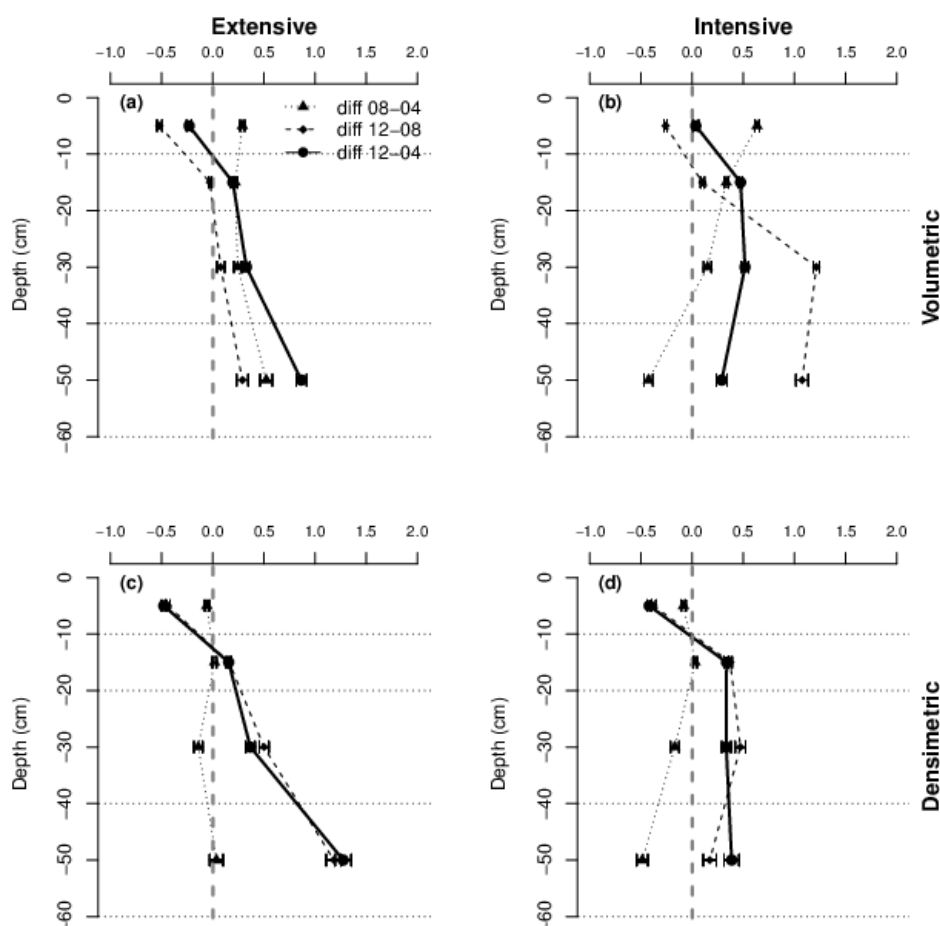 Extensive
Intensive
−1.0 −0.5 0.0 0.5 1.0 1.5 2.0
−1.0 −0.5 0.0 0.5 1.0 1.5 2.0
(a)
diff 08−04
diff 12−08
diff 12−04
(b)
0
−10
−20
−30
−40
−50
−60
Depth (cm)
0
−10
−20
−30
−40
−50
−60
Depth (cm)
Volumetric
−1.0 −0.5 0.0 0.5 1.0 1.5 2.0
−1.0 −0.5 0.0 0.5 1.0 1.5 2.0
(c)
(d)
0
−10
−20
−30
−40
−50
−60
Depth (cm)
0
−10
−20
−30
−40
−50
−60
Depth (cm)
Densimetric